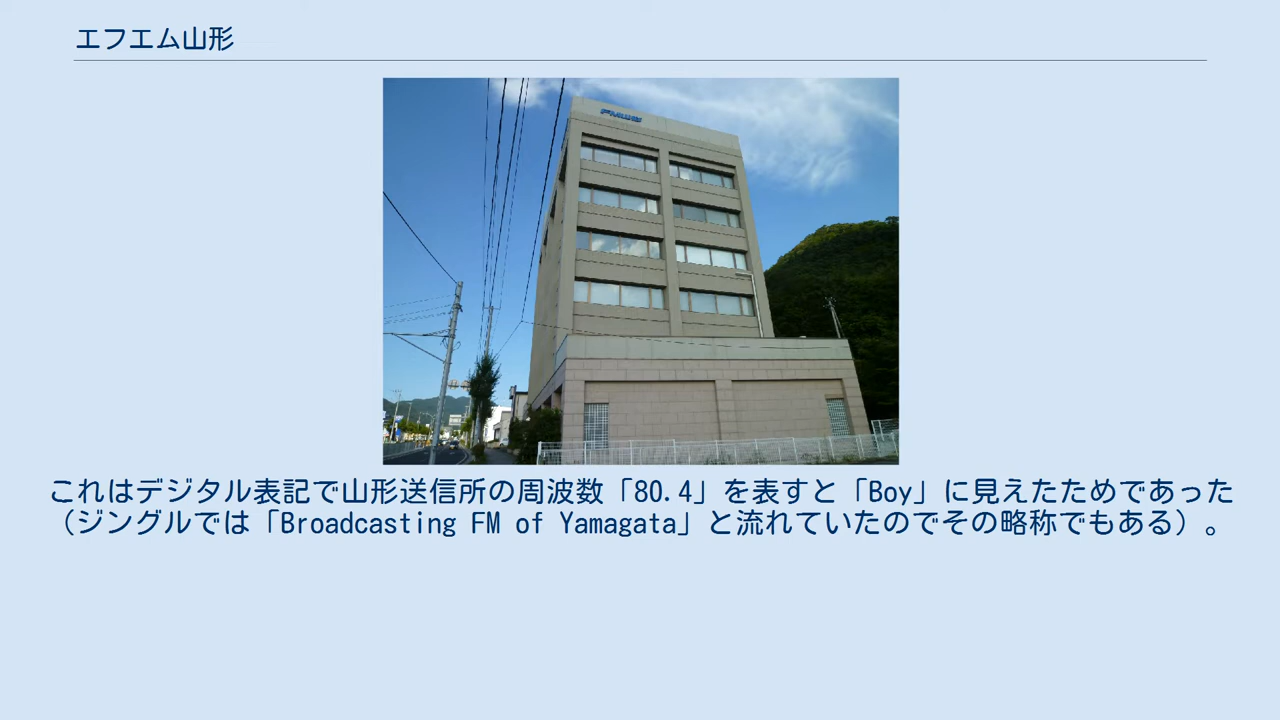 エフエム山形
これはデジタル表記で山形送信所の周波数「80.4」を表すと「Boy」に見えたためであった
（ジングルでは「Broadcasting FM of Yamagata」と流れていたのでその略称でもある）。